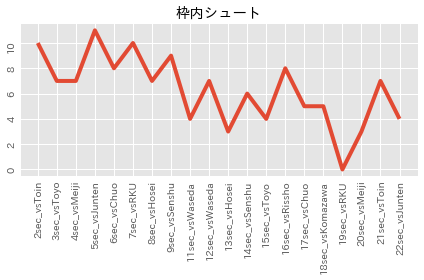 枠内シュート
10
8
6
4
2
0
2sec_vsToin
3sec_vsToyo
4sec_vsMeiji
5sec_vsJunten
6sec_vsChuo
7sec_vsRKU
8sec_vsHosei
9sec_vsSenshu
11sec_vsWaseda
12sec_vsWaseda
13sec_vsHosei
14sec_vsSenshu
15sec_vsToyo
16sec_vsRissho
17sec_vsChuo
18sec_vsKomazawa
19sec_vsRKU
20sec_vsMeiji
21sec_vsToin
22sec_vsJunten